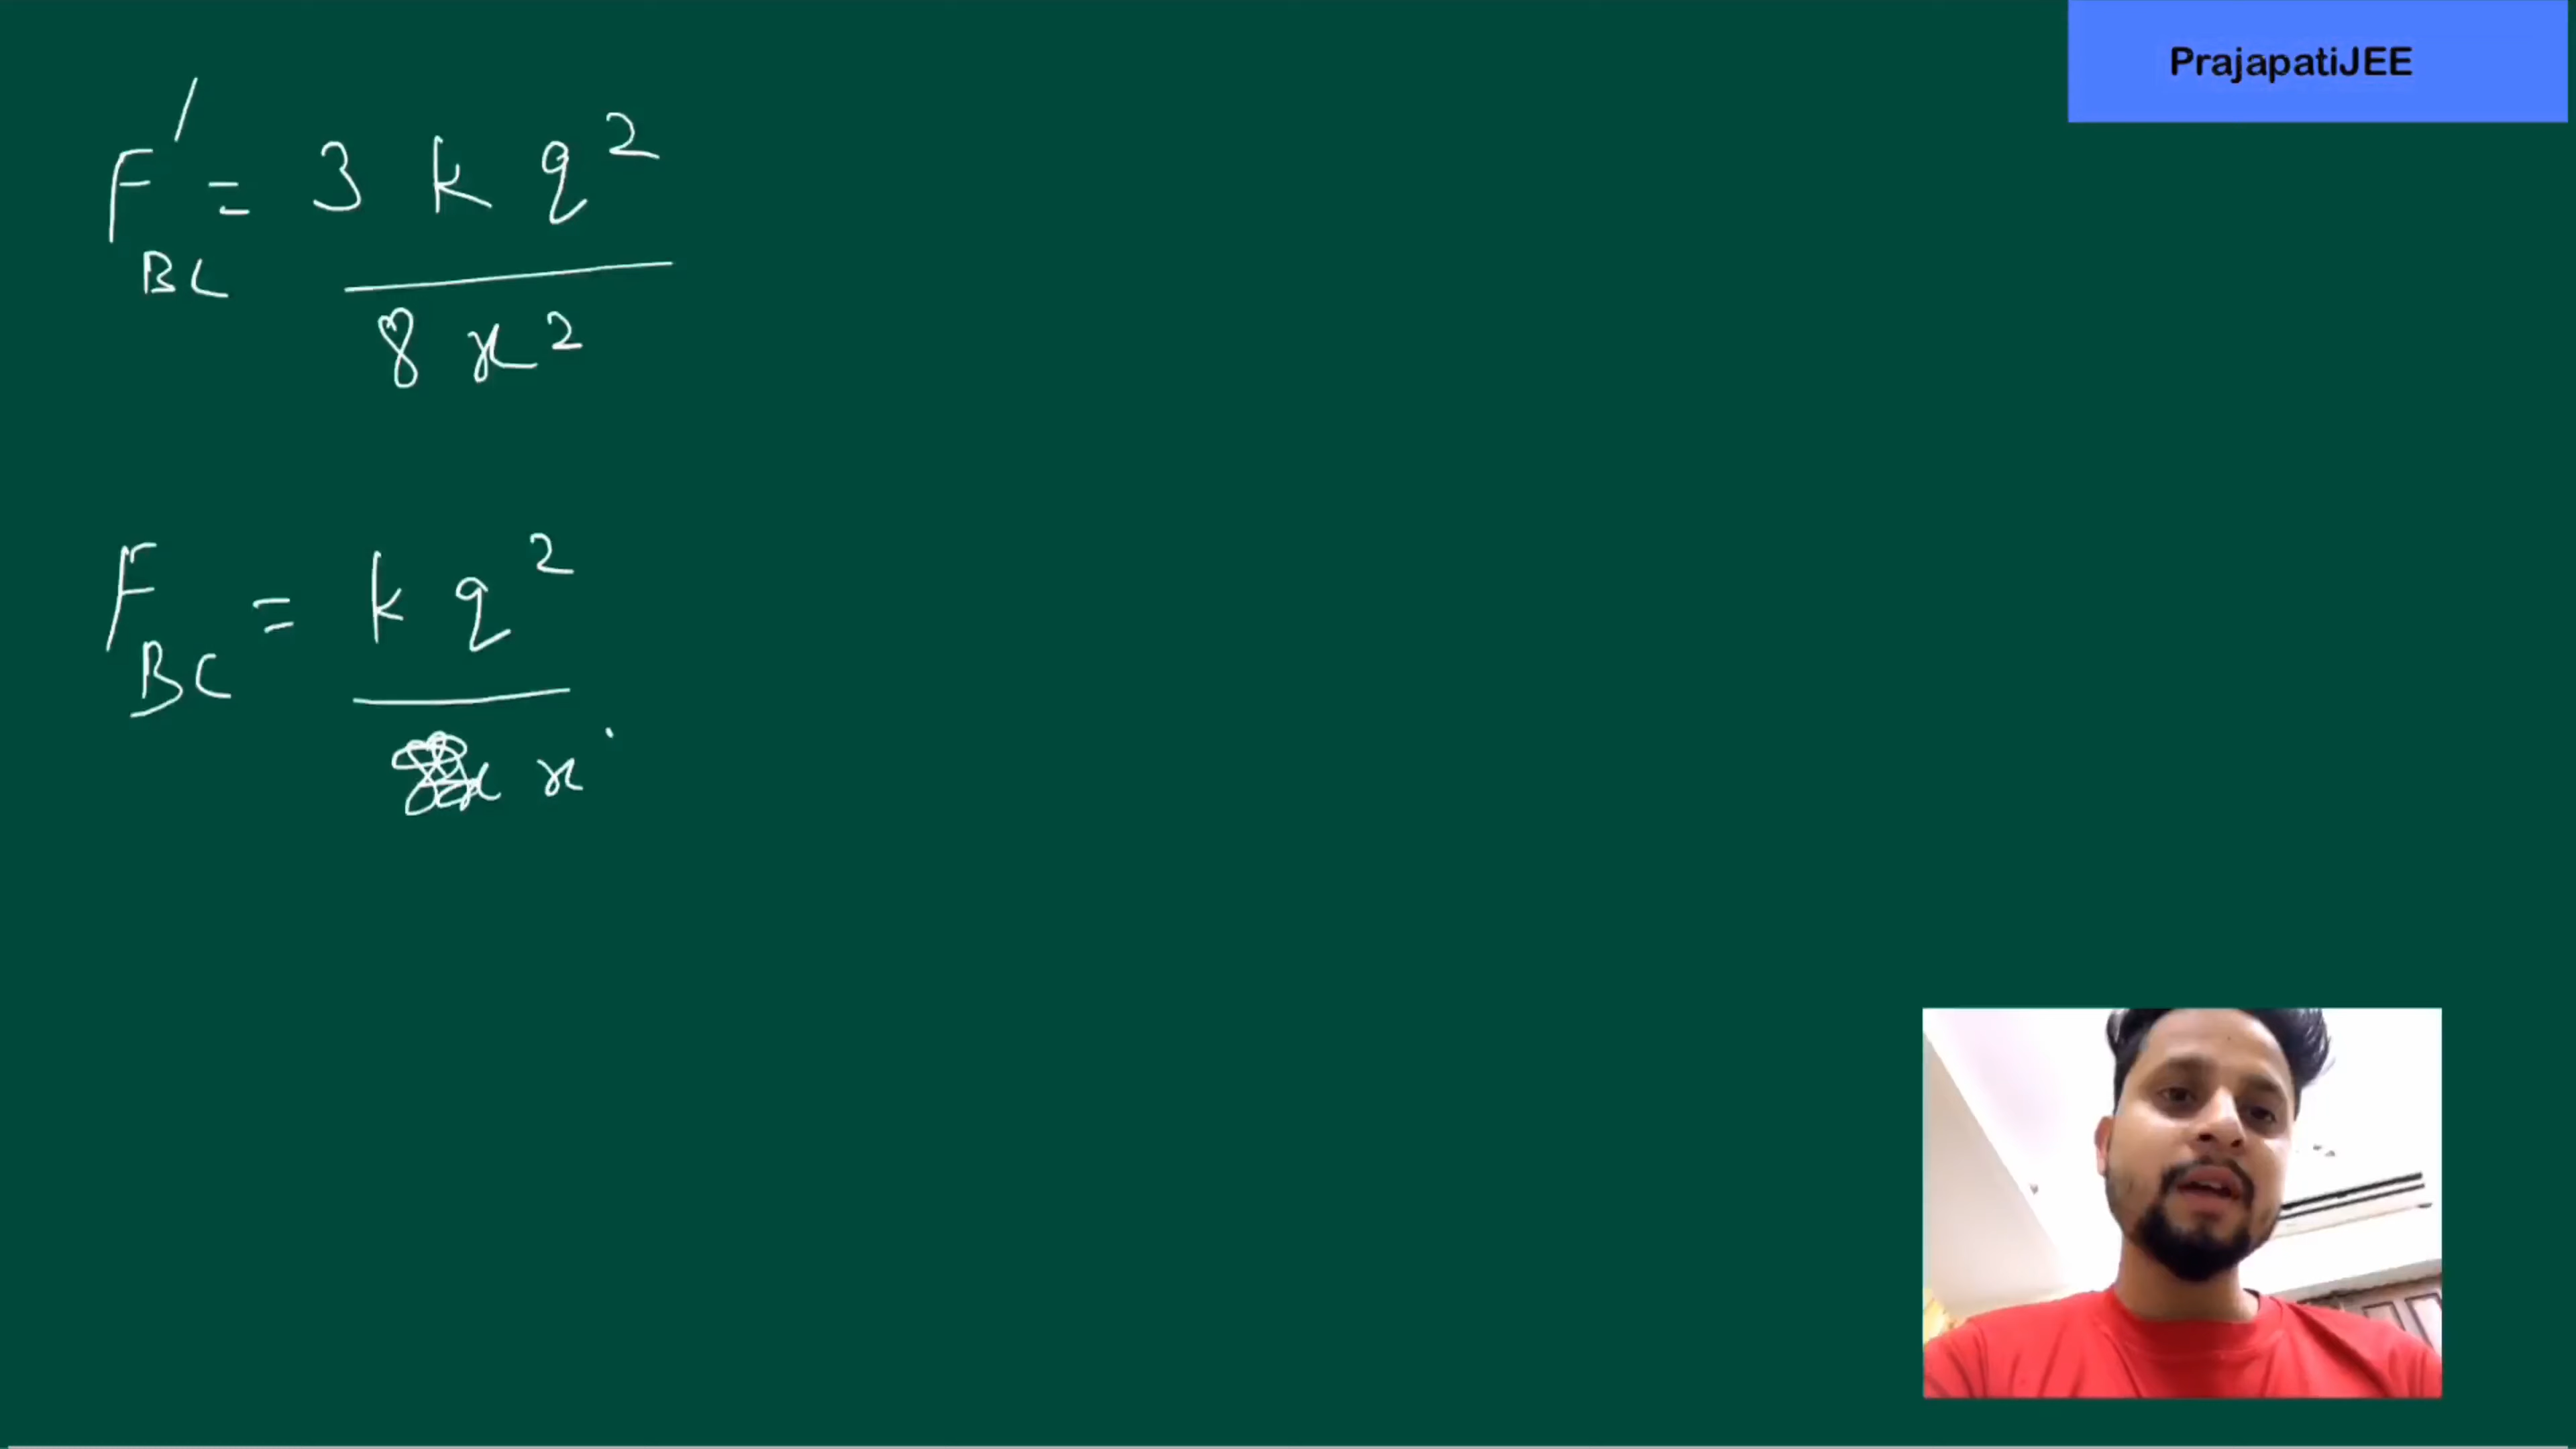 PrajapatiJEE
F'BC = 3 k q²
8 x²
FBC = k q²
x